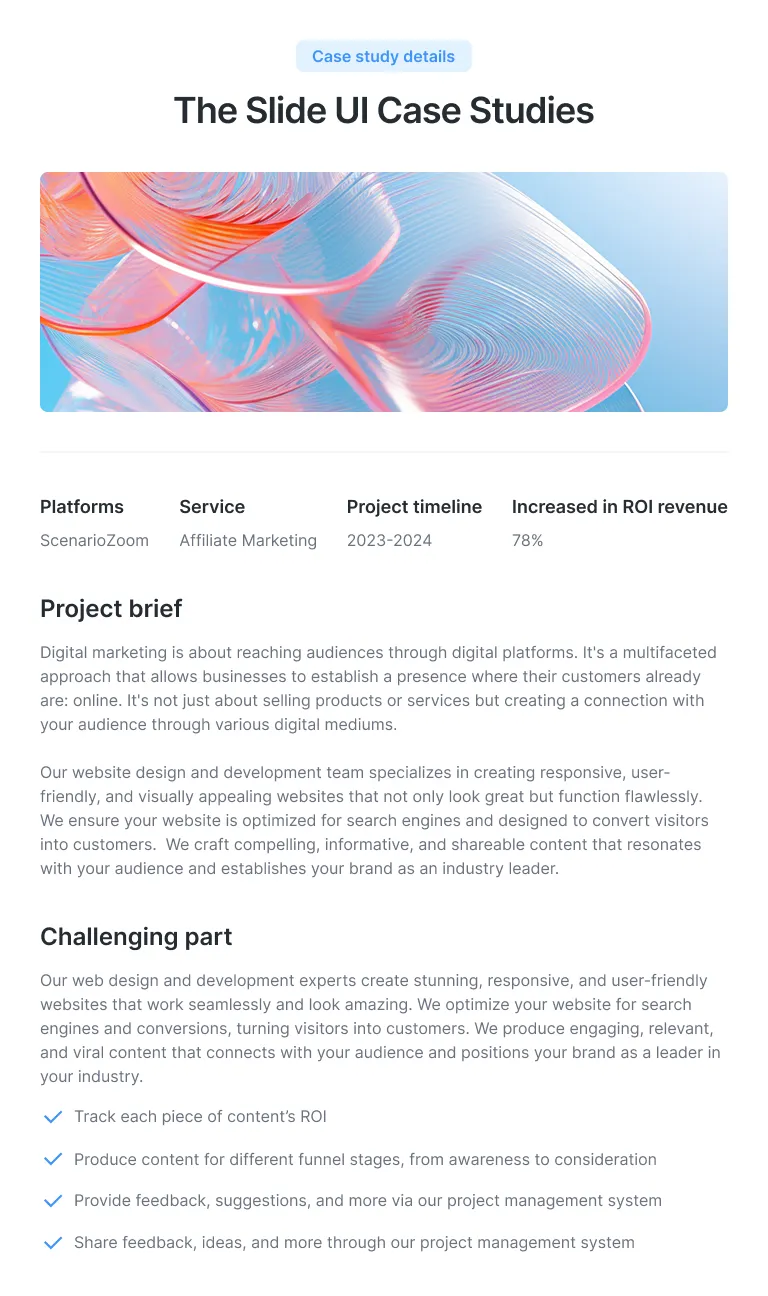 Case study details
The Slide UI Case Studies
Platforms
Service
Project timeline
Increased in ROI revenue
ScenarioZoom
Affiliate Marketing
2023-2024
78%
Project brief
Digital marketing is about reaching audiences through digital platforms. It's a multifaceted
approach that allows businesses to establish a presence where their customers already
are: online. It's not just about selling products or services but creating a connection with
your audience through various digital mediums.
Our website design and development team specializes in creating responsive, user-
friendly, and visually appealing websites that not only look great but function flawlessly.
We ensure your website is optimized for search engines and designed to convert visitors
into customers.  We craft compelling, informative, and shareable content that resonates
with your audience and establishes your brand as an industry leader.
Challenging part
Our web design and development experts create stunning, responsive, and user-friendly
websites that work seamlessly and look amazing. We optimize your website for search
engines and conversions, turning visitors into customers. We produce engaging, relevant,
and viral content that connects with your audience and positions your brand as a leader in
your industry.
Track each piece of content’s ROI
Produce content for different funnel stages, from awareness to consideration
Provide feedback, suggestions, and more via our project management system
Share feedback, ideas, and more through our project management system